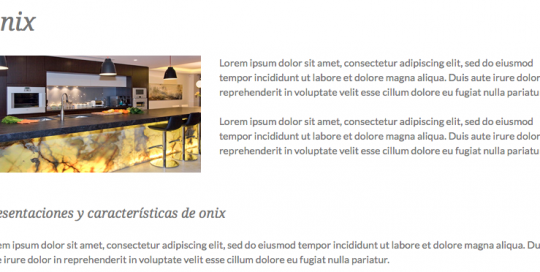 nix
Lorem ipsum dolor sit amet, consectetur adipiscing elit, sed do eiusmod
tempor incididunt ut labore et dolore magna aliqua. Duis aute irure dolor
reprehenderit in voluptate velit esse cillum dolore eu fugiat nulla pariatu
Lorem ipsum dolor sit amet, consectetur adipiscing elit, sed do eiusmod
tempor incididunt ut labore et dolore magna aliqua. Duis aute irure dolor
reprehenderit in voluptate velit esse cillum dolore eu fugiat nulla pariatu
esentaciones y características de onix
em ipsum dolor sit amet, consectetur adipiscing elit, sed do eiusmod tempor incididunt ut labore et dolore magna aliqua. Du
e irure dolor in reprehenderit in voluptate velit esse cillum dolore eu fugiat nulla pariatur.